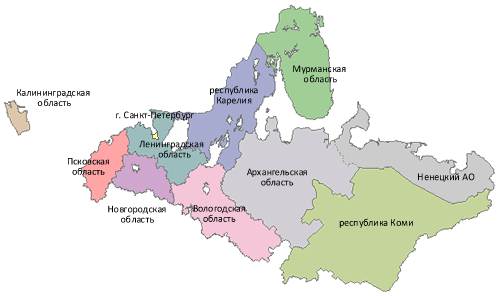 Мурманская
область
Калининградская
область
республика
Карелия
г. Санкт-Петербург
Ленинградская
область
Псковская
область
Архангельская
область
Ненецкий АО
Новгородская
область
Вологодская
область
республика Коми